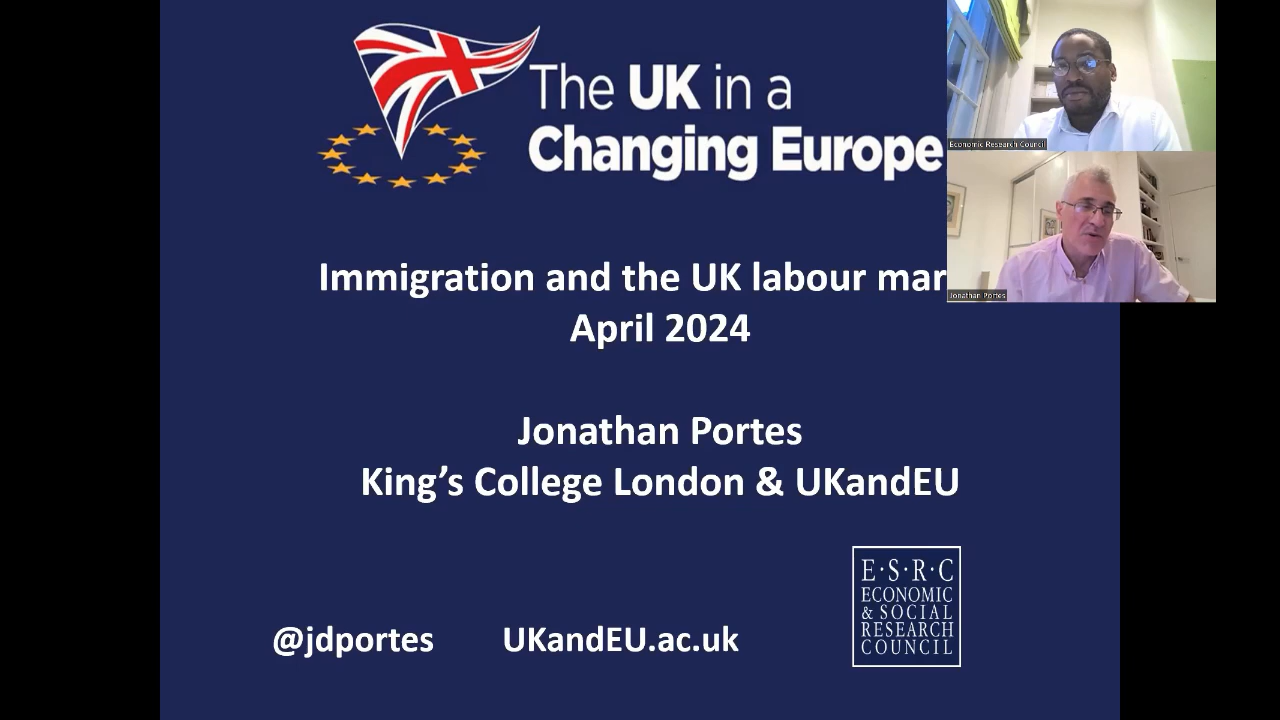 The UK in a
Changing Europe
Economic Research Council
Immigration and the UK labour mar
Jonathan Portes
April 2024
Jonathan Portes
King's College London & UKandEU
E·S·R·C
ECONOMIC
& SOCIAL
RESEARCH
COUNCIL
@jdportes
UKandEU.ac.uk